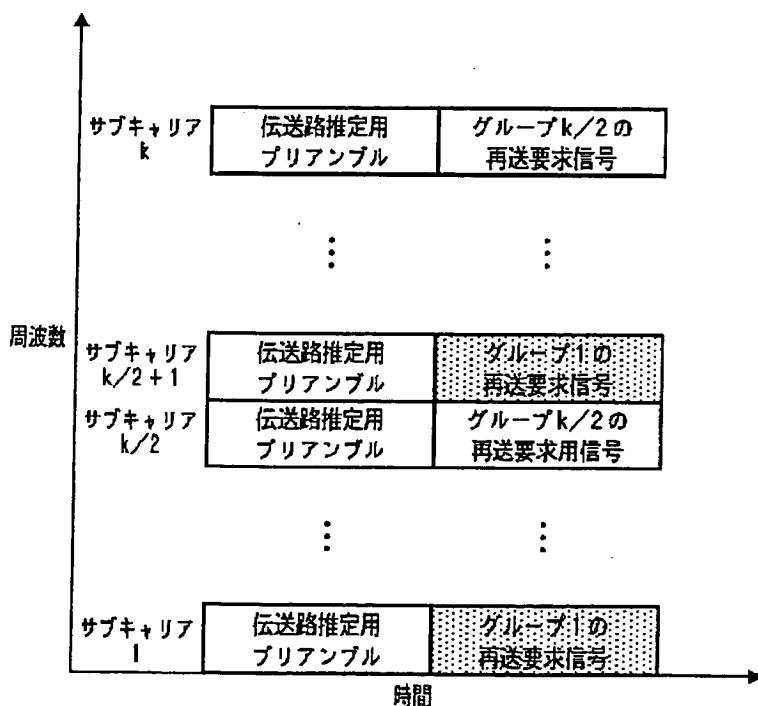 サブキャリア
k
伝送路推定用
プリアンブル
グループk/2の
再送要求信号
周波数
サブキャリア
k/2+1
伝送路推定用
プリアンブル
グループ1の
再送要求信号
サブキャリア
k/2
伝送路推定用
プリアンブル
グループk/2の
再送要求用信号
サブキャリア
1
伝送路推定用
プリアンブル
グループ1の
再送要求信号
時間